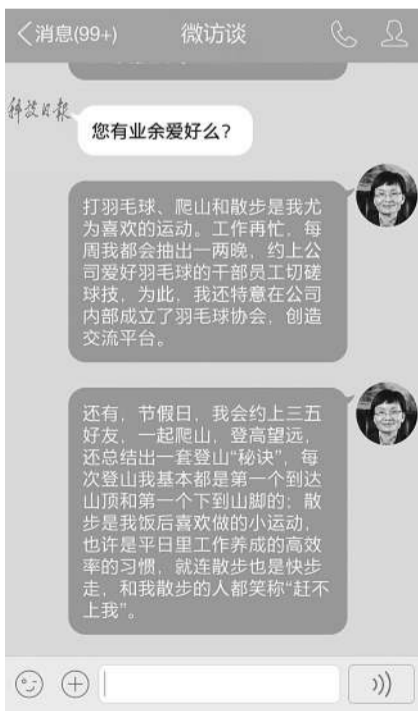 消息(99+)
微访谈
科技日报
您有业余爱好么？
打羽毛球、爬山和散步是我尤
为喜欢的运动。工作再忙，每
周我都会抽出一两晚，约上公
司爱好羽毛球的干部员工切磋
球技，为此，我还特意在公司
内部成立了羽毛球协会，创造
交流平台。
还有，节假日，我会约上三五
好友，一起爬山，登高望远，
还总结出一套登山“秘诀”，每
次登山我基本都是第一个到达
山顶和第一个下到山脚的；散
步是我饭后喜欢做的小运动，
也许是平日里工作养成的高效
率的习惯，就连散步也是快步
走，和我散步的人都笑称“赶不
上我”。